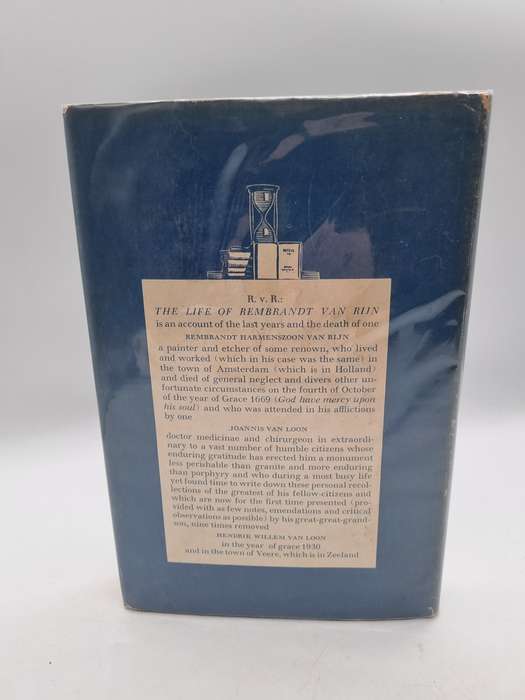 R. v. R.:
THE LIFE OF REMBRANDT VAN RIJN
is an account of the last years and the death of one
REMBRANDT HARMENSZOON VAN RIJN
a painter and etcher of some renown, who lived
and worked (which in his case was the same) in
the town of Amsterdam (which is in Holland)
and died of general neglect and divers other un-
fortunate circumstances on the fourth of October
of the year of Grace 1669 (God have mercy upon
his soul) and who was attended in his afflictions
by one
JOANNIS VAN LOON
doctor medicinae and chirurgeon in extraordi-
nary to a vast number of humble citizens whose
enduring gratitude has erected him a monument
less perishable than granite and more enduring
than porphyry and who during a most busy life
yet found time to write down these personal recol-
lections of the greatest of his fellow-citizens and
which are now for the first time presented (pro-
vided with as few notes, emendations and critical
observations as possible) by his great-great-grand-
son, nine times removed
HENDRIK WILLEM VAN LOON
in the year of grace 1930
and in the town of Veere, which is in Zeeland